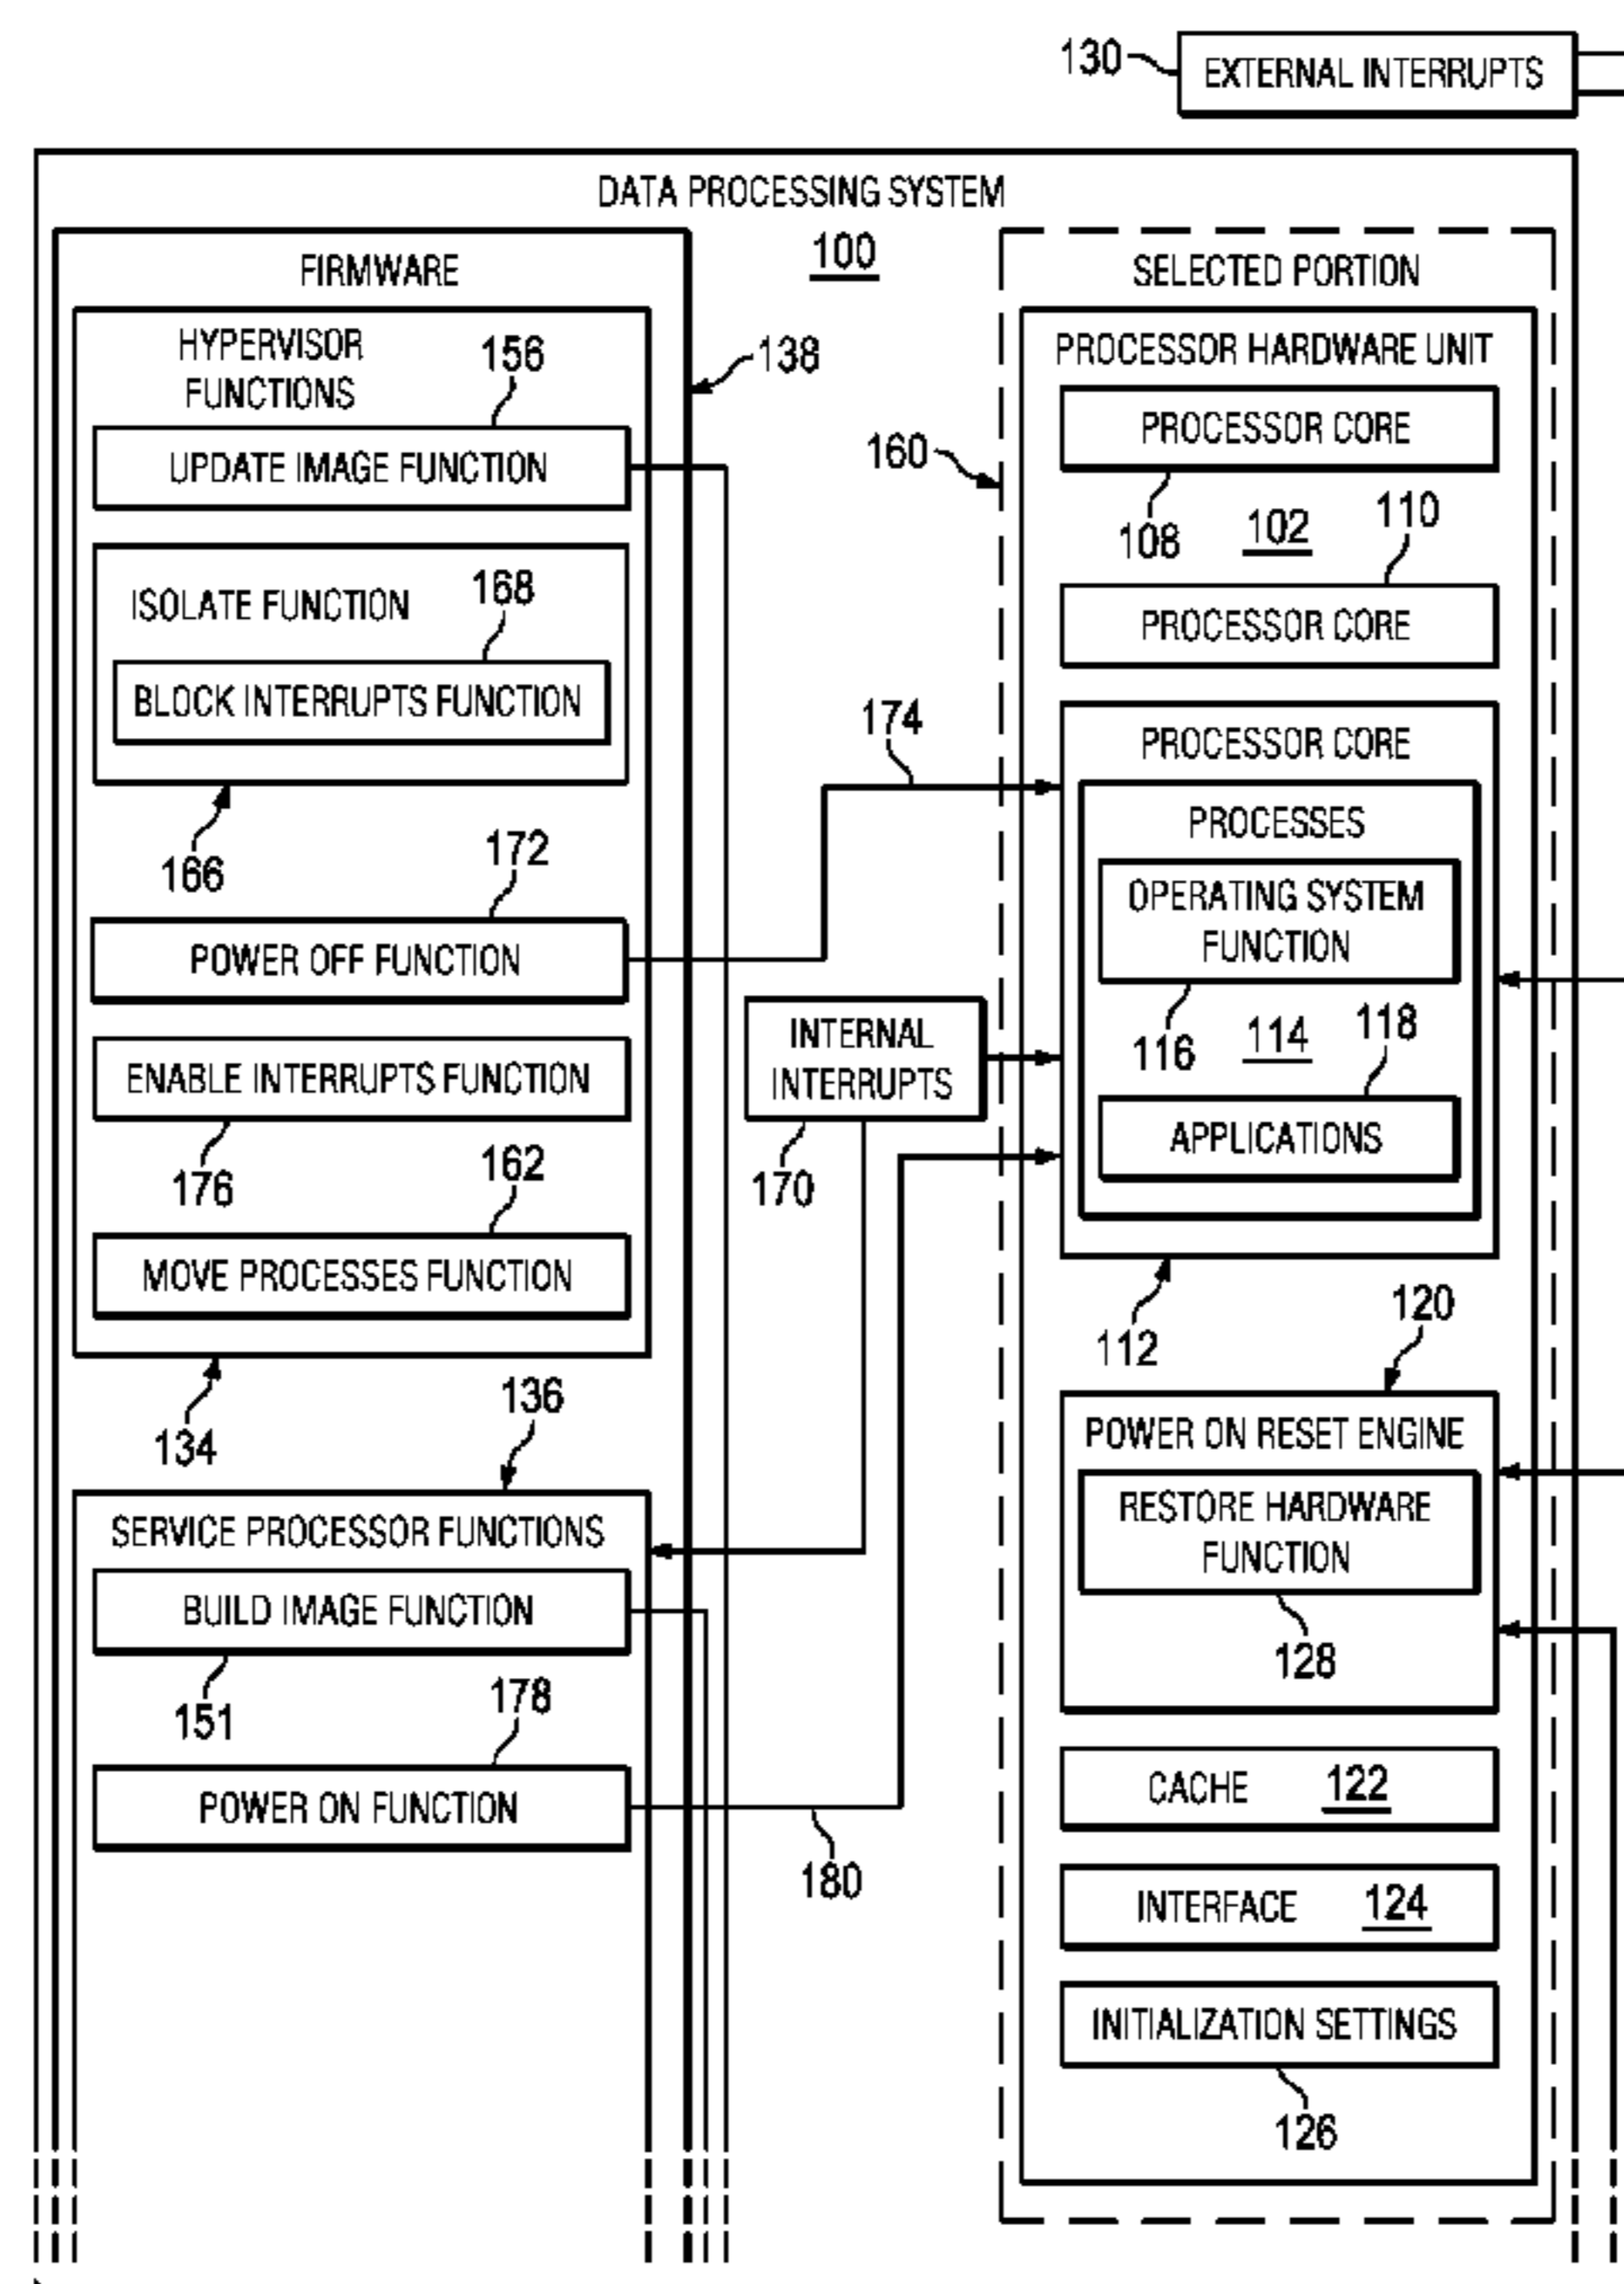 130
EXTERNAL INTERRUPTS
DATA PROCESSING SYSTEM
100
FIRMWARE
HYPERVISOR
FUNCTIONS
156
138
UPDATE IMAGE FUNCTION
ISOLATE FUNCTION
168
BLOCK INTERRUPTS FUNCTION
166
172
POWER OFF FUNCTION
174
ENABLE INTERRUPTS FUNCTION
176
162
MOVE PROCESSES FUNCTION
134
136
SERVICE PROCESSOR FUNCTIONS
BUILD IMAGE FUNCTION
151
178
POWER ON FUNCTION
180
INTERNAL
INTERRUPTS
170
160
SELECTED PORTION
PROCESSOR HARDWARE UNIT
PROCESSOR CORE
108
102
110
PROCESSOR CORE
PROCESSOR CORE
PROCESSES
OPERATING SYSTEM
FUNCTION
116
114
118
APPLICATIONS
112
120
POWER ON RESET ENGINE
RESTORE HARDWARE
FUNCTION
128
CACHE 122
INTERFACE 124
INITIALIZATION SETTINGS
126